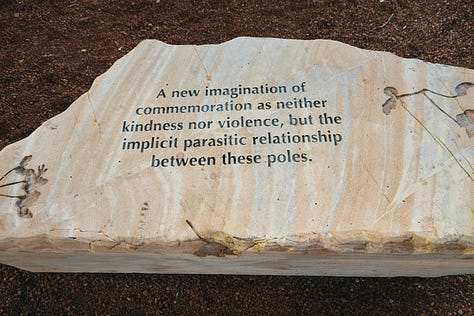 A new imagination of
commemoration as neither
kindness nor violence, but the
implicit parasitic relationship
between these poles.